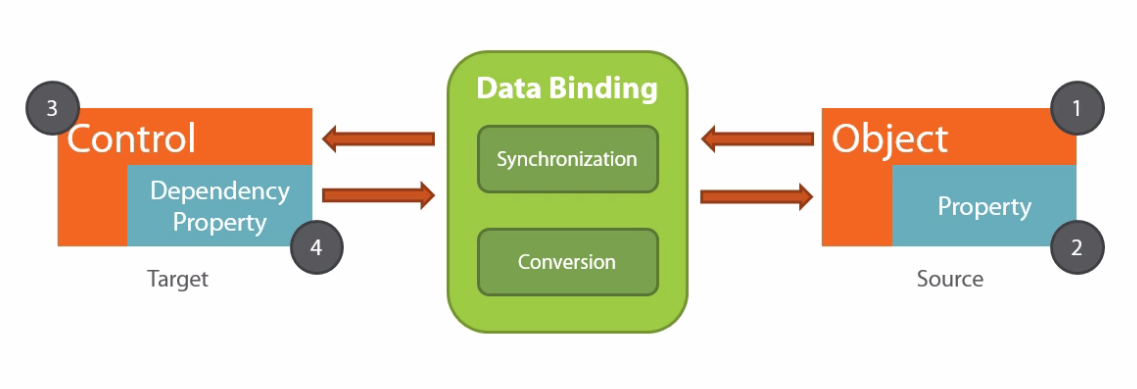 Data Binding
3
1
Control
Synchronization
Object
Dependency
Property
Property
4
2
Conversion
Target
Source